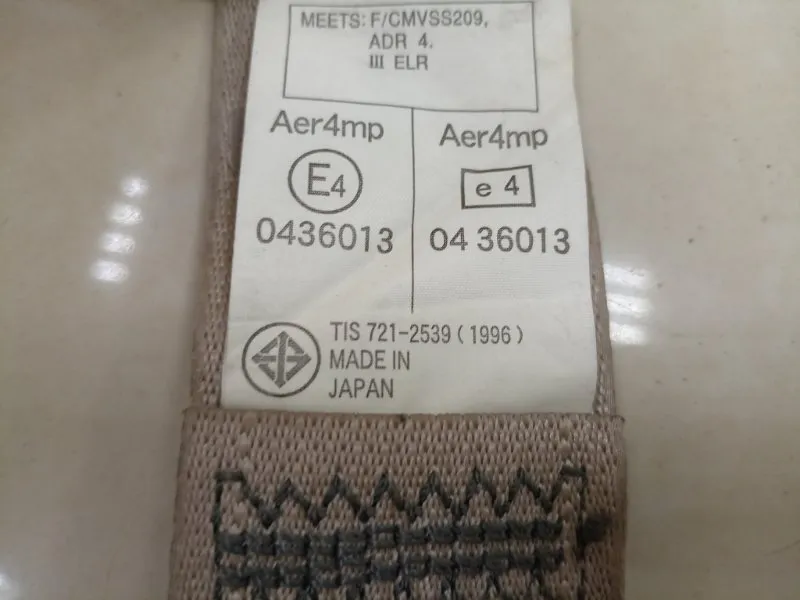 MEETS: F/CMVSS209,
ADR 4.
III ELR
Aer4mp
E4
0436013
Aer4mp
e 4
04 36013
TIS 721-2539 (1996)
MADE IN
JAPAN